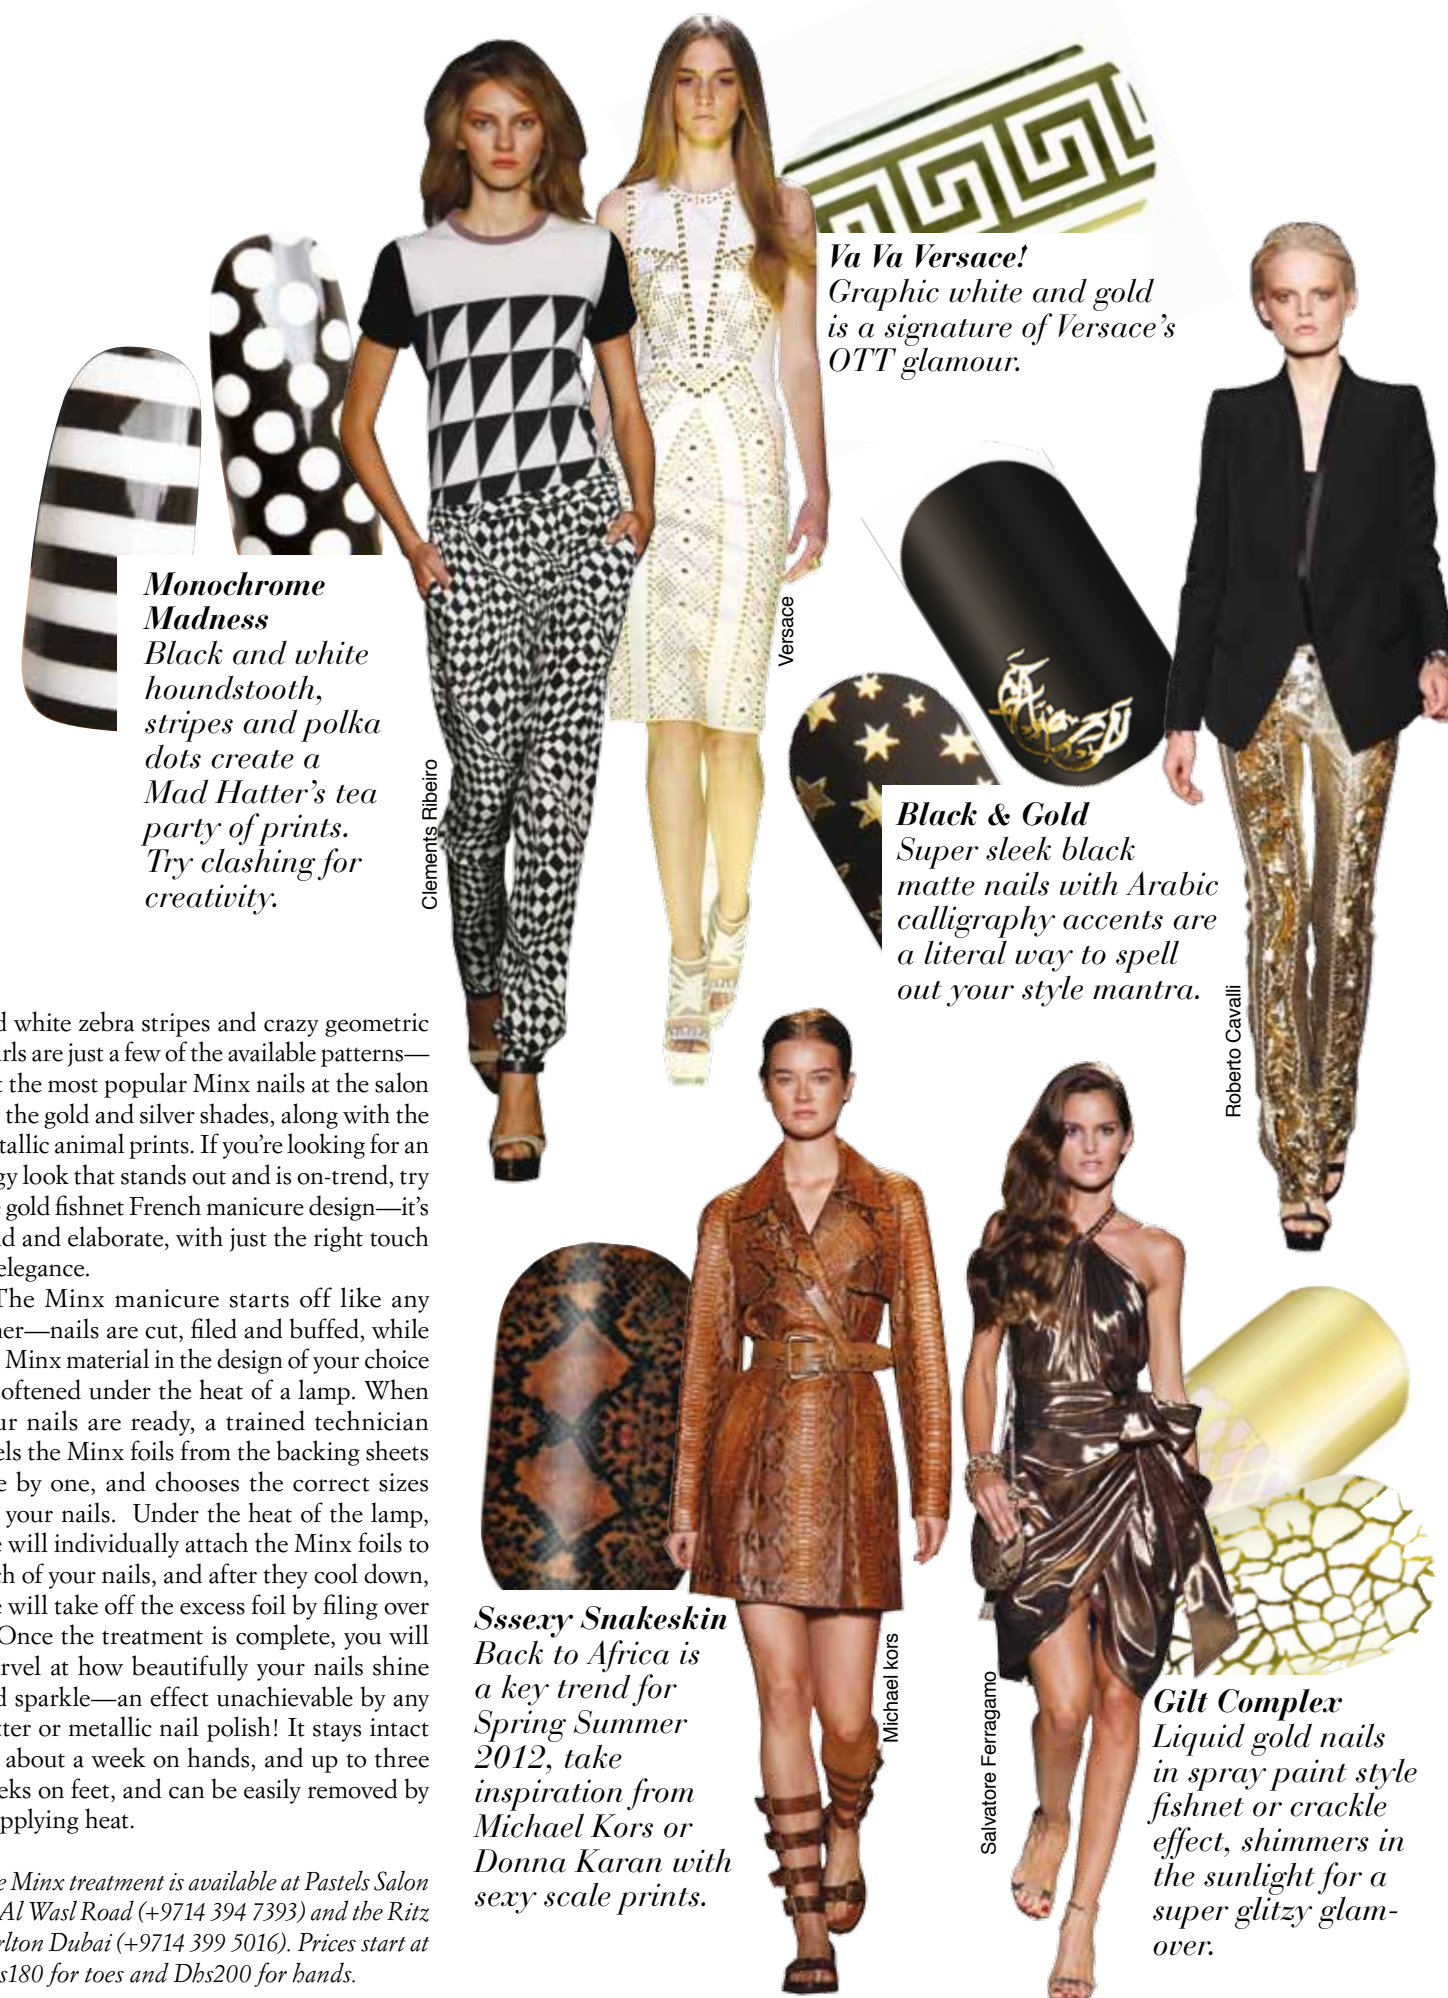 Va Va Versace!
Graphic white and gold
is a signature of Versace's
OTT glamour.
Monochrome
Madness
Black and white
houndstooth,
stripes and polka
dots create a
Mad Hatter's tea
party of prints.
Try clashing for
creativity.
Clements Ribeiro
Versace
Black & Gold
Super sleek black
matte nails with Arabic
calligraphy accents are
a literal way to spell
out your style mantra.
Roberto Cavalli
white zebra stripes and crazy geometric
are just a few of the available patterns—
the most popular Minx nails at the salon
the gold and silver shades, along with the
animal prints. If you're looking for an
look that stands out and is on-trend, try
gold fishnet French manicure design—it's
and elaborate, with just the right touch
elegance.
The Minx manicure starts off like any
nails are cut, filed and buffed, while
Minx material in the design of your choice
softened under the heat of a lamp. When
nails are ready, a trained technician
the Minx foils from the backing sheets
by one, and chooses the correct sizes
your nails. Under the heat of the lamp,
will individually attach the Minx foils to
of your nails, and after they cool down,
will take off the excess foil by filing over
Once the treatment is complete, you will
at how beautifully your nails shine
sparkle—an effect unachievable by any
or metallic nail polish! It stays intact
about a week on hands, and up to three
on feet, and can be easily removed by
applying heat.
Minx treatment is available at Pastels Salon
Al Wasl Road (+9714 394 7393) and the Ritz
Dubai (+9714 399 5016). Prices start at
for toes and Dhs200 for hands.
Sssexy Snakeskin
Back to Africa is
a key trend for
Spring Summer
2012, take
inspiration from
Michael Kors or
Donna Karan with
sexy scale prints.
Michael kors
Salvatore Ferragamo
Gilt Complex
Liquid gold nails
in spray paint style
fishnet or crackle
effect, shimmers in
the sunlight for a
super glitzy glam-
over.